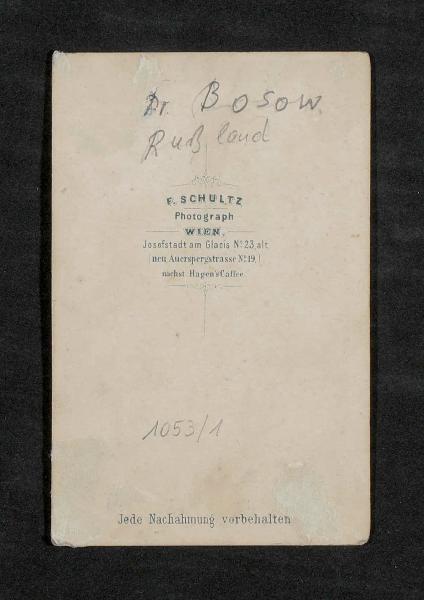 Dr. Bosow
Rußland
F. SCHULTZ
Photograph
WIEN.
Josefstadt am Glacis No. 23, alt
(neu Auerspergstrasse No. 19.)
nächst Hagen's Caffee
1053/1
Jede Nachahmung vorbehalten